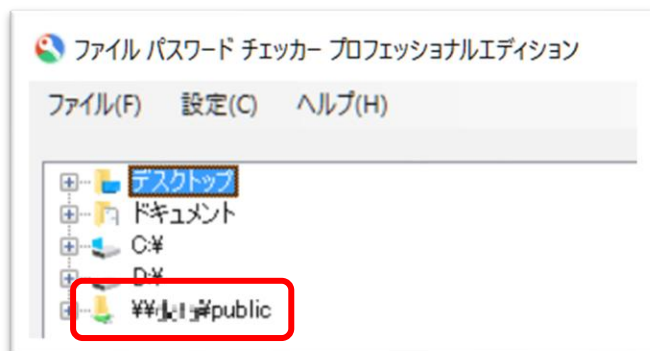 ファイル パスワード チェッカー プロフェッショナルエディション
ファイル(F) 設定(C) ヘルプ(H)
デスクトップ
ドキュメント
C:¥
D:¥
¥¥ ¥public